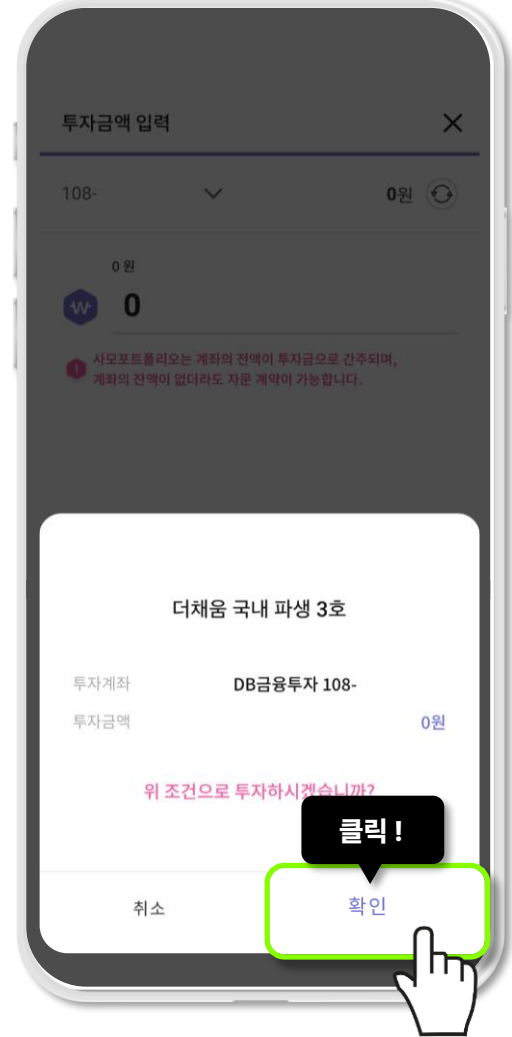 투자금액 입력
108- 0원
0 원
0
사모포트폴리오는 계좌의 전액이 투자금으로 간주되며,
계좌의 잔액이 없더라도 자문 계약이 가능합니다.
더채움 국내 파생 3호
투자계좌 DB금융투자 108-
투자금액 0원
위 조건으로 투자하시겠습니까?
클릭 !
취소 확인